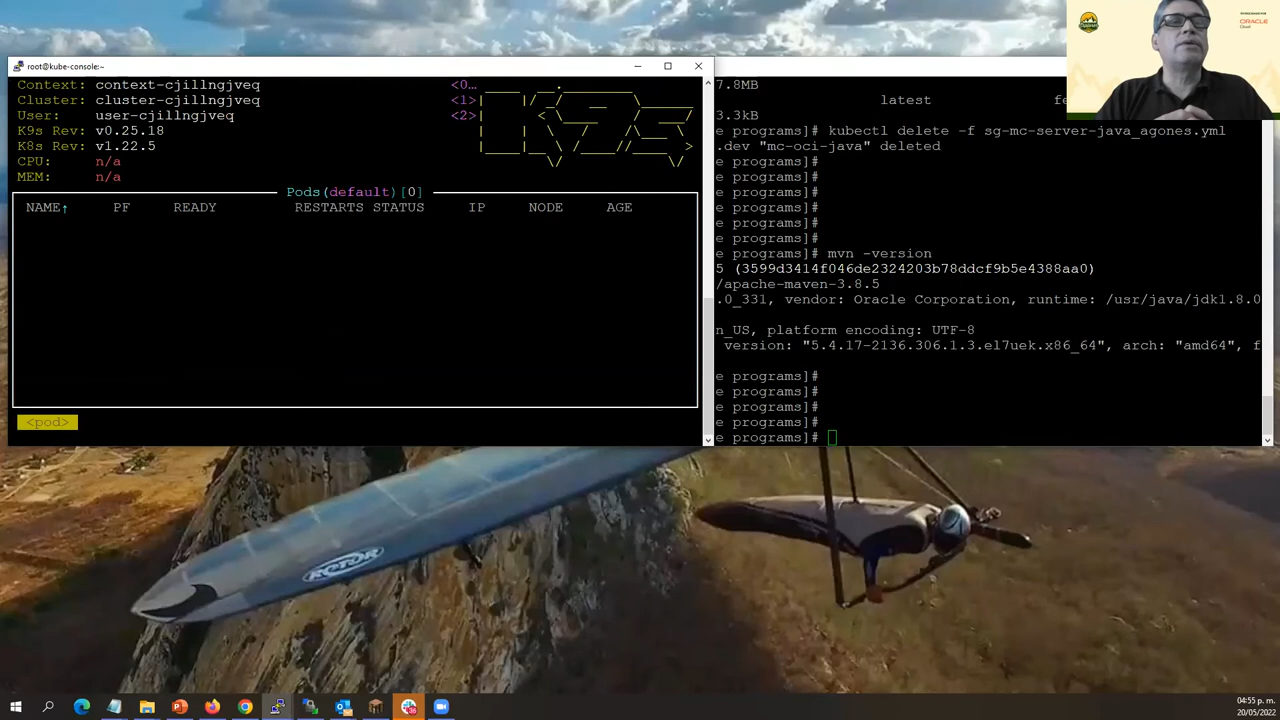 root@kube-console:~
Context: context-cjillngjveq
Cluster: cluster-cjillngjveq
User: user-cjillngjveq
K9s Rev: v0.25.18
K8s Rev: v1.22.5
CPU: n/a
MEM: n/a
<0…
<1>
<2>
Pods(default)[0]
NAME↑ PF READY RESTARTS STATUS IP NODE AGE
<pod>
7.8MB
latest fe
3.3kB
e programs]# kubectl delete -f sg-mc-server-java_agones.yml
.dev "mc-oci-java" deleted
e programs]#
e programs]#
e programs]#
e programs]#
e programs]#
e programs]#
e programs]# mvn -version
5 (3599d3414f046de2324203b78ddcf9b5e4388aa0)
/apache-maven-3.8.5
.0_331, vendor: Oracle Corporation, runtime: /usr/java/jdk1.8.0
n_US, platform encoding: UTF-8
version: "5.4.17-2136.306.1.3.el7uek.x86_64", arch: "amd64", f
e programs]#
e programs]#
e programs]#
e programs]#
e programs]#
ORACLE
Cloud
ROTOR
04:55 p. m.
20/05/2022